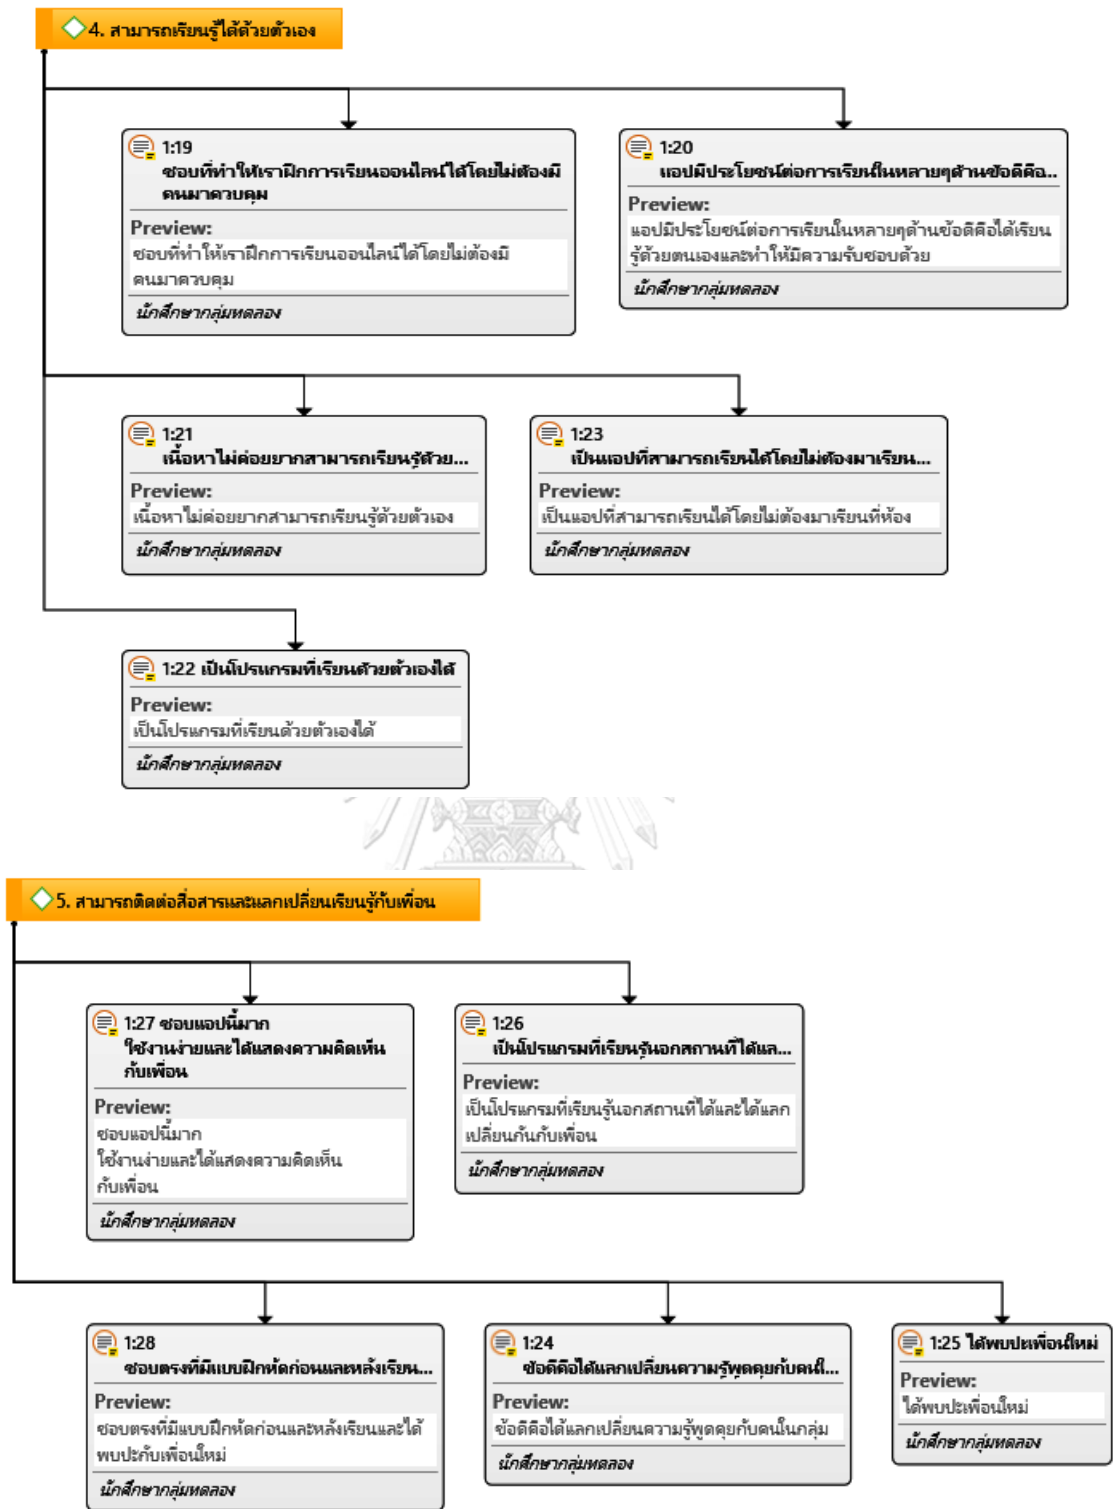 4. สามารถเรียนรู้ได้ด้วยตัวเอง
1:19
ชอบที่ทำให้เราฝึกการเรียนออนไลน์ได้โดยไม่ต้องมี
คนมาควบคุม
Preview:
ชอบที่ทำให้เราฝึกการเรียนออนไลน์ได้โดยไม่ต้องมี
คนมาควบคุม
นักศึกษากลุ่มทดลอง
1:20
แอปมีประโยชน์ต่อการเรียนในหลายๆด้านข้อดีคือ...
Preview:
แอปมีประโยชน์ต่อการเรียนในหลายๆด้านข้อดีคือได้เรียน
รู้ด้วยตนเองและทำให้มีความรับชอบด้วย
นักศึกษากลุ่มทดลอง
1:21
เนื้อหาไม่ค่อยยากสามารถเรียนรู้ด้วย...
Preview:
เนื้อหาไม่ค่อยยากสามารถเรียนรู้ด้วยตัวเอง
นักศึกษากลุ่มทดลอง
1:23
เป็นแอปที่สามารถเรียนได้โดยไม่ต้องมาเรียน...
Preview:
เป็นแอปที่สามารถเรียนได้โดยไม่ต้องมาเรียนที่ห้อง
นักศึกษากลุ่มทดลอง
1:22 เป็นโปรแกรมที่เรียนด้วยตัวเองได้
Preview:
เป็นโปรแกรมที่เรียนด้วยตัวเองได้
นักศึกษากลุ่มทดลอง
5. สามารถติดต่อสื่อสารและแลกเปลี่ยนเรียนรู้กับเพื่อน
1:27 ชอบแอปนี้มาก
ใช้งานง่ายและได้แสดงความคิดเห็น
กับเพื่อน
Preview:
ชอบแอปนี้มาก
ใช้งานง่ายและได้แสดงความคิดเห็น
กับเพื่อน
นักศึกษากลุ่มทดลอง
1:26
เป็นโปรแกรมที่เรียนรู้นอกสถานที่ได้แล...
Preview:
เป็นโปรแกรมที่เรียนรู้นอกสถานที่ได้และได้แลก
เปลี่ยนกันกับเพื่อน
นักศึกษากลุ่มทดลอง
1:28
ชอบตรงที่มีแบบฝึกหัดก่อนและหลังเรียน...
Preview:
ชอบตรงที่มีแบบฝึกหัดก่อนและหลังเรียนและได้
พบปะกับเพื่อนใหม่
นักศึกษากลุ่มทดลอง
1:24
ข้อดีคือได้แลกเปลี่ยนความรู้พูดคุยกับคนใ...
Preview:
ข้อดีคือได้แลกเปลี่ยนความรู้พูดคุยกับคนในกลุ่ม
นักศึกษากลุ่มทดลอง
1:25 ได้พบปะเพื่อนใหม่
Preview:
ได้พบปะเพื่อนใหม่
นักศึกษากลุ่มทดลอง